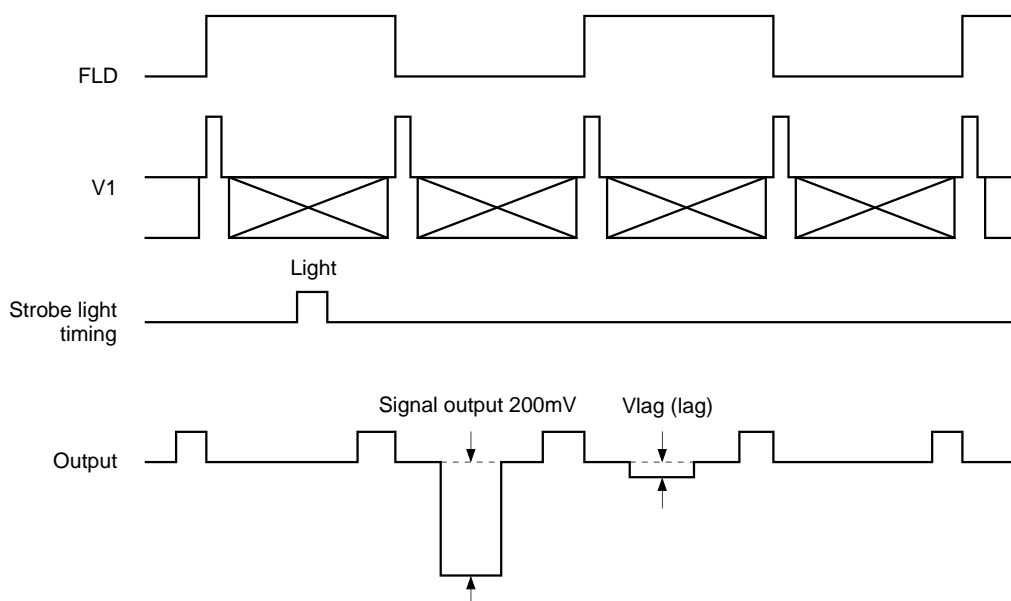 FLD
V1
Light
Strobe light
timing
Signal output 200mV
Vlag (lag)
Output